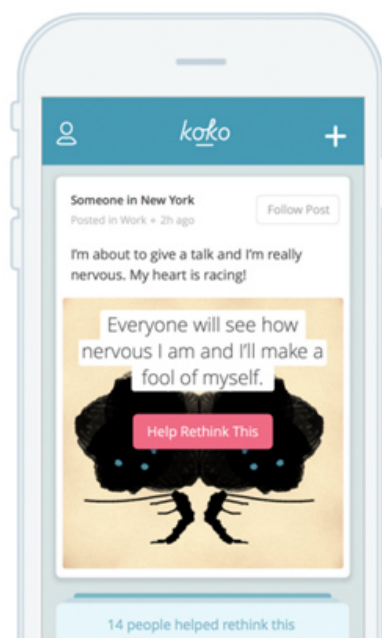 koko
+
Someone in New York
Posted in Work • 2h ago
Follow Post
I'm about to give a talk and I'm really
nervous. My heart is racing!
Everyone will see how
nervous I am and I'll make a
fool of myself.
Help Rethink This
14 people helped rethink this